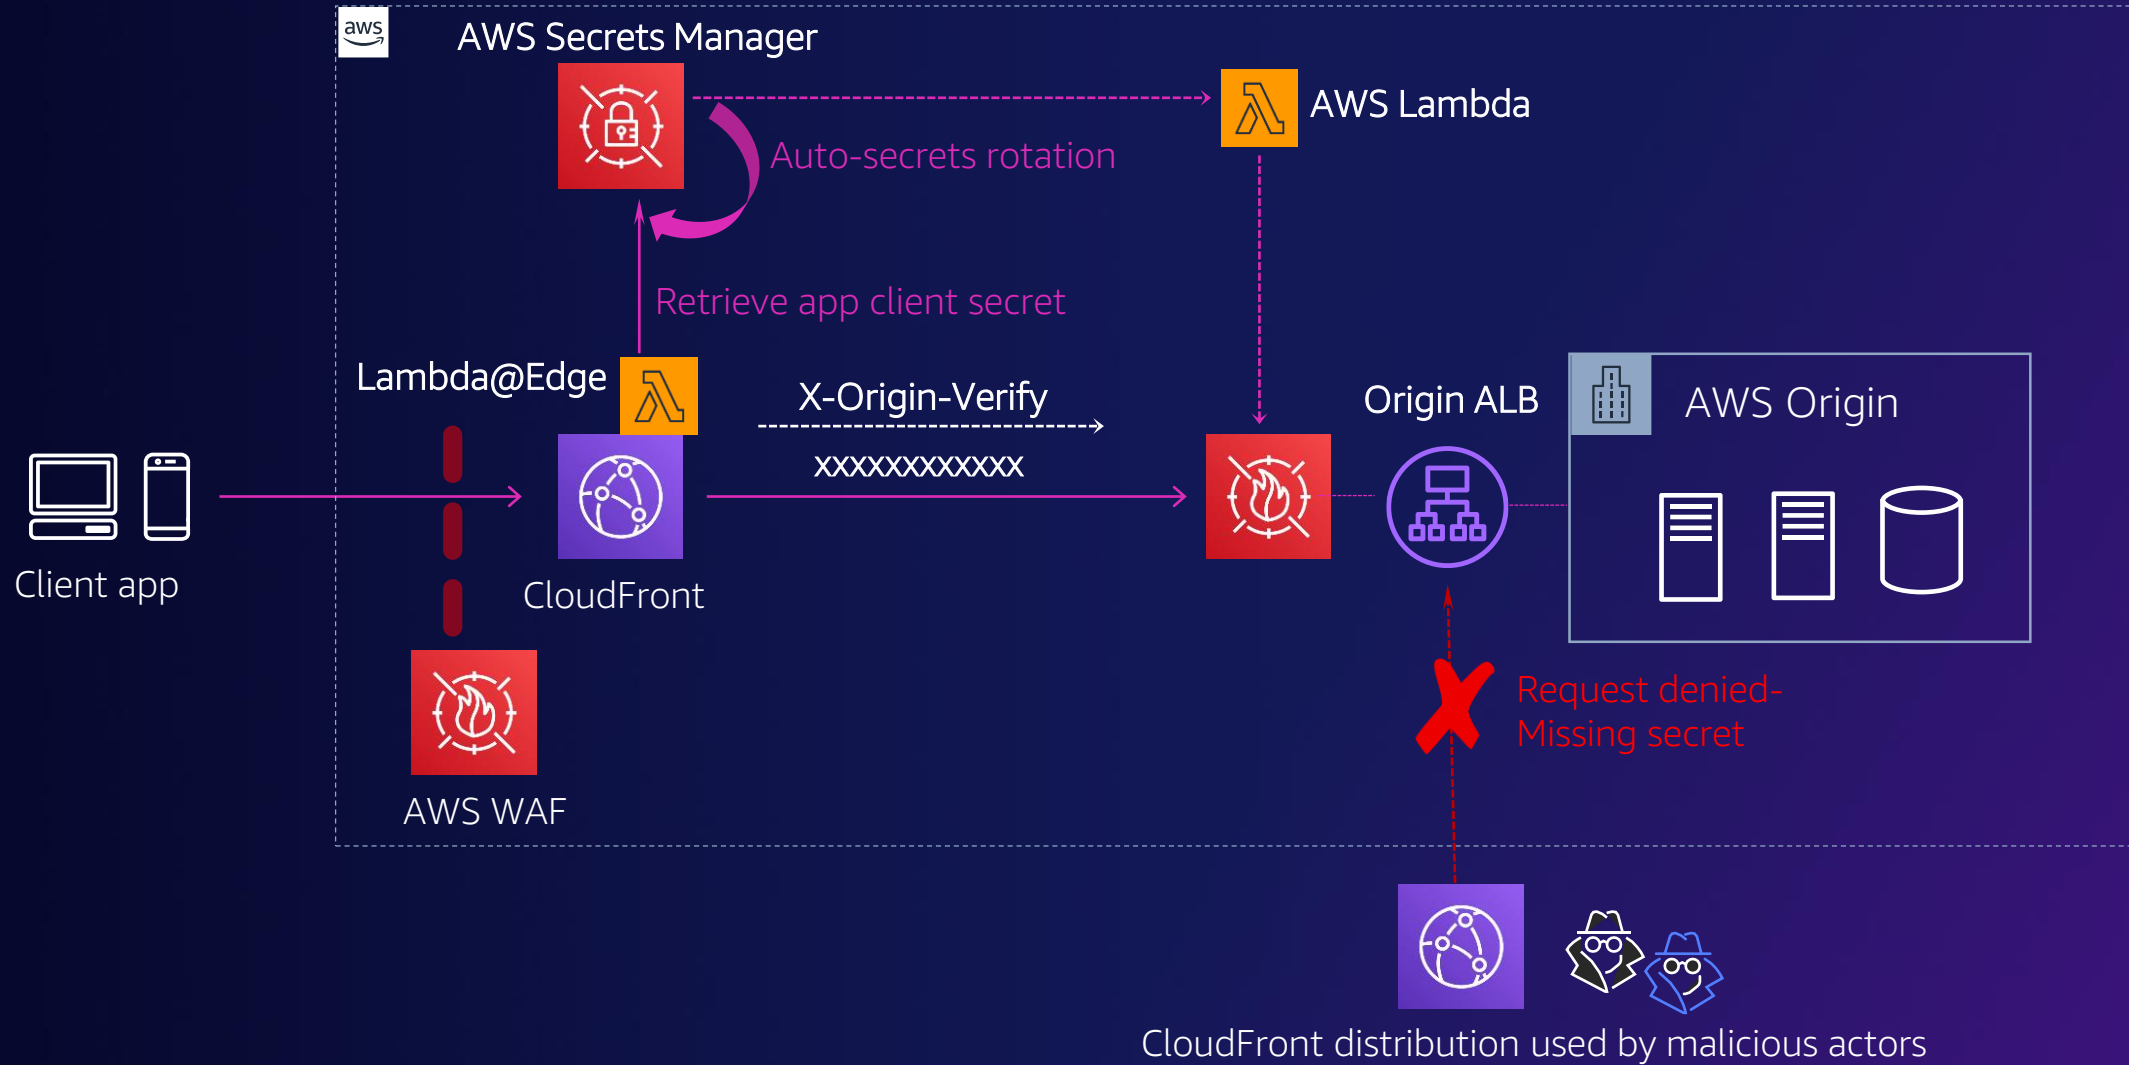 aws
AWS Secrets Manager
AWS Lambda
Auto-secrets rotation
Retrieve app client secret
Lambda@Edge
X-Origin-Verify
xxxxxxxxxxxx
Origin ALB
AWS Origin
Client app
CloudFront
Request denied-
Missing secret
AWS WAF
CloudFront distribution used by malicious actors